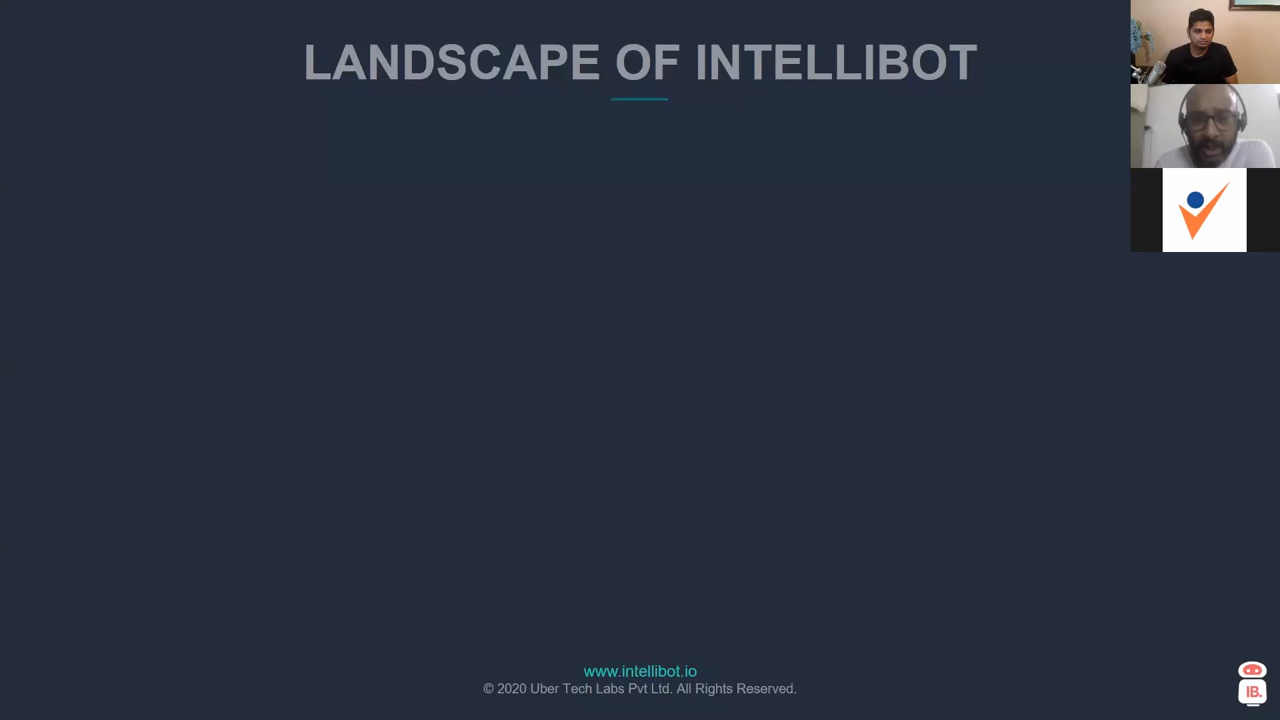 LANDSCAPE OF INTELLIBOT
www.intellibot.io
© 2020 Uber Tech Labs Pvt Ltd. All Rights Reserved.
IB.